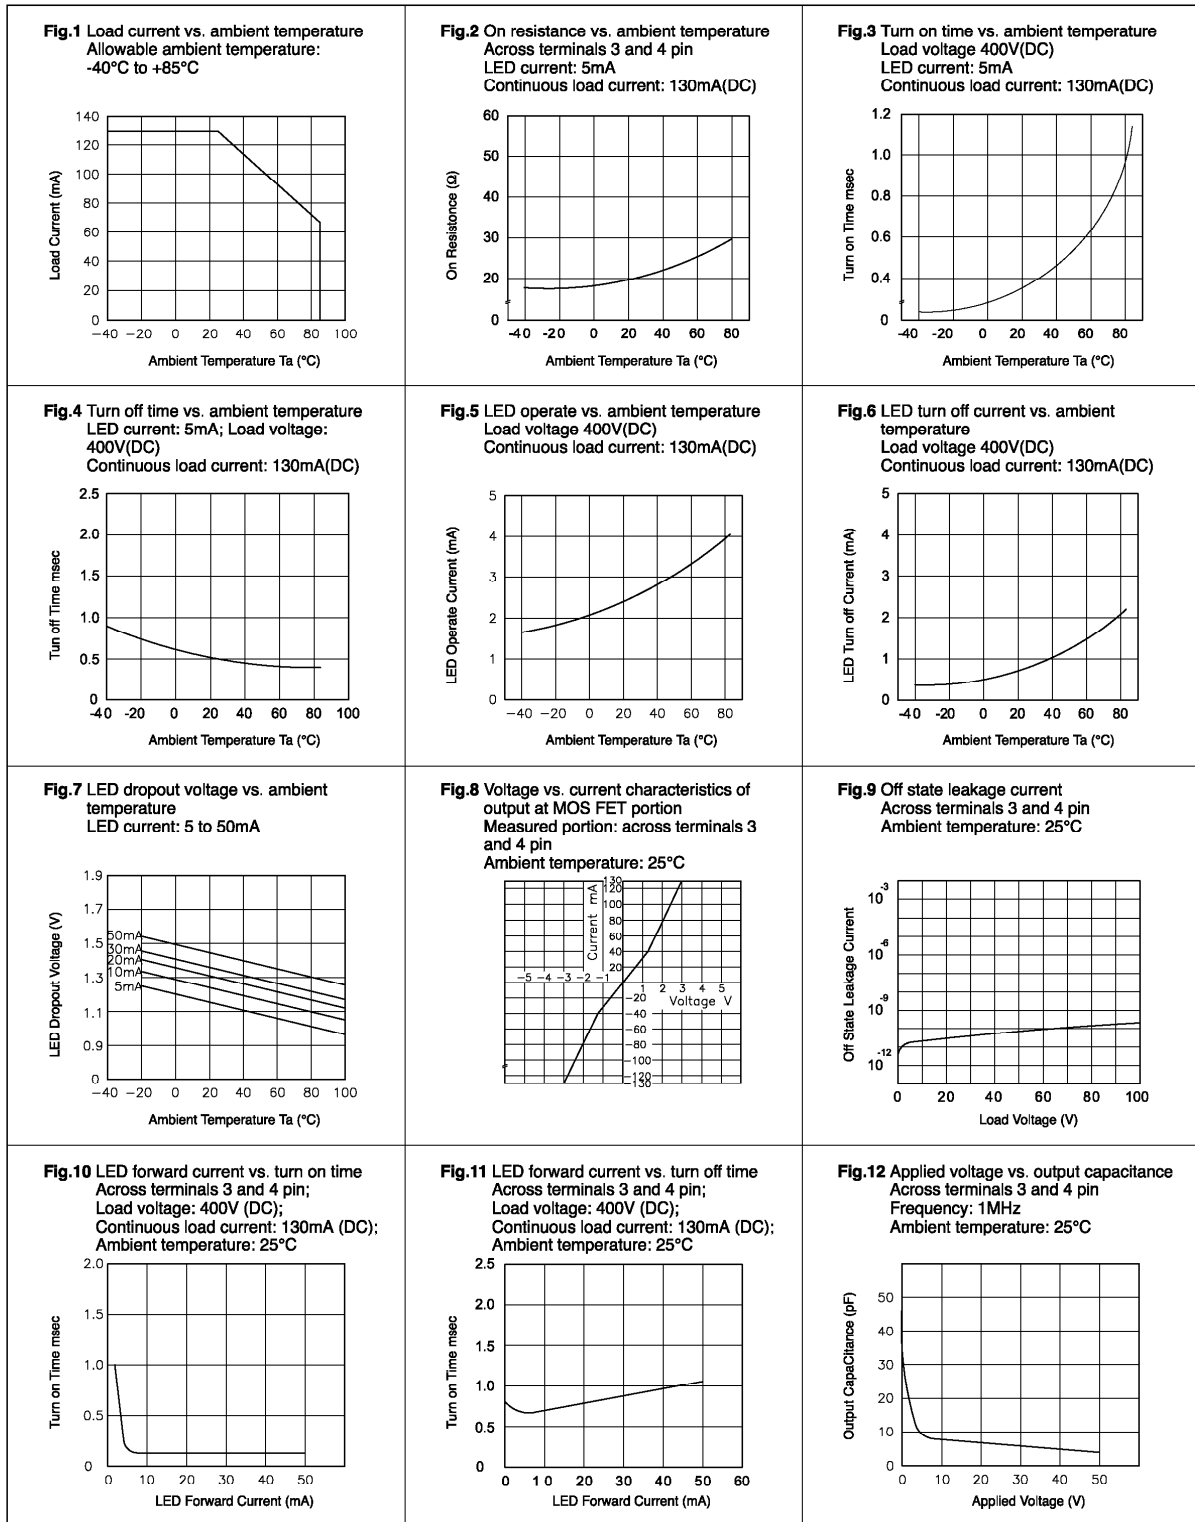 Fig.1 Load current vs. ambient temperature
Allowable ambient temperature:
-40°C to +85°C
140
120
100
80
60
40
20
0
Load Current (mA)
−40 −20 0 20 40 60 80 100
Ambient Temperature Ta (°C)
Fig.2 On resistance vs. ambient temperature
Across terminals 3 and 4 pin
LED current: 5mA
Continuous load current: 130mA(DC)
60
50
40
30
20
0
On Resistonce (Ω)
-40 -20 0 20 40 60 80
Ambient Temperature Ta (°C)
Fig.3 Turn on time vs. ambient temperature
Load voltage 400V(DC)
LED current: 5mA
Continuous load current: 130mA(DC)
1.2
1.0
0.8
0.6
0.4
0
Turn on Time msec
-40 -20 0 20 40 60 80
Ambient Temperature Ta (°C)
Fig.4 Turn off time vs. ambient temperature
LED current: 5mA; Load voltage:
400V(DC)
Continuous load current: 130mA(DC)
2.5
2.0
1.5
1.0
0.5
0
Tun off Time msec
-40 -20 0 20 40 60 80 100
Ambient Temperature Ta (°C)
Fig.5 LED operate vs. ambient temperature
Load voltage 400V(DC)
Continuous load current: 130mA(DC)
5
4
3
2
1
0
LED Operate Current (mA)
−40 −20 0 20 40 60 80
Ambient Temperature Ta (°C)
Fig.6 LED turn off current vs. ambient
temperature
Load voltage 400V(DC)
Continuous load current: 130mA(DC)
5
4
3
2
1
0
LED Turn off Current (mA)
-40 -20 0 20 40 60 80
Ambient Temperature Ta (°C)
Fig.7 LED dropout voltage vs. ambient
temperature
LED current: 5 to 50mA
1.9
1.7
1.5
1.3
1.1
0.9
0
LED Dropout Voltage (V)
50mA
30mA
20mA
10mA
5mA
−40 −20 0 20 40 60 80 100
Ambient Temperature Ta (°C)
Fig.8 Voltage vs. current characteristics of
output at MOS FET portion
Measured portion: across terminals 3
and 4 pin
Ambient temperature: 25°C
130
120
100
80
60
40
20
Current mA
−5 −4 −3 −2 −1
1 2 3 4 5
Voltage V
−20
−40
−60
−80
−100
−120
−130
Fig.9 Off state leakage current
Across terminals 3 and 4 pin
Ambient temperature: 25°C
10-3
10-6
10-9
10-12
Off State Leakage Current
0 20 40 60 80 100
Load Voltage (V)
Fig.10 LED forward current vs. turn on time
Across terminals 3 and 4 pin;
Load voltage: 400V (DC);
Continuous load current: 130mA (DC);
Ambient temperature: 25°C
2.0
1.5
1.0
0.5
0
Turn on Time msec
0 10 20 30 40 50
LED Forward Current (mA)
Fig.11 LED forward current vs. turn off time
Across terminals 3 and 4 pin;
Load voltage: 400V (DC);
Continuous load current: 130mA (DC);
Ambient temperature: 25°C
2.5
2.0
1.5
1.0
0.5
0
Turn on Time msec
0 1 0 20 30 40 50 60
LED Forward Current (mA)
Fig.12 Applied voltage vs. output capacitance
Across terminals 3 and 4 pin
Frequency: 1MHz
Ambient temperature: 25°C
50
40
30
20
10
0
Output CapaCitance (pF)
0 10 20 30 40 50
Applied Voltage (V)